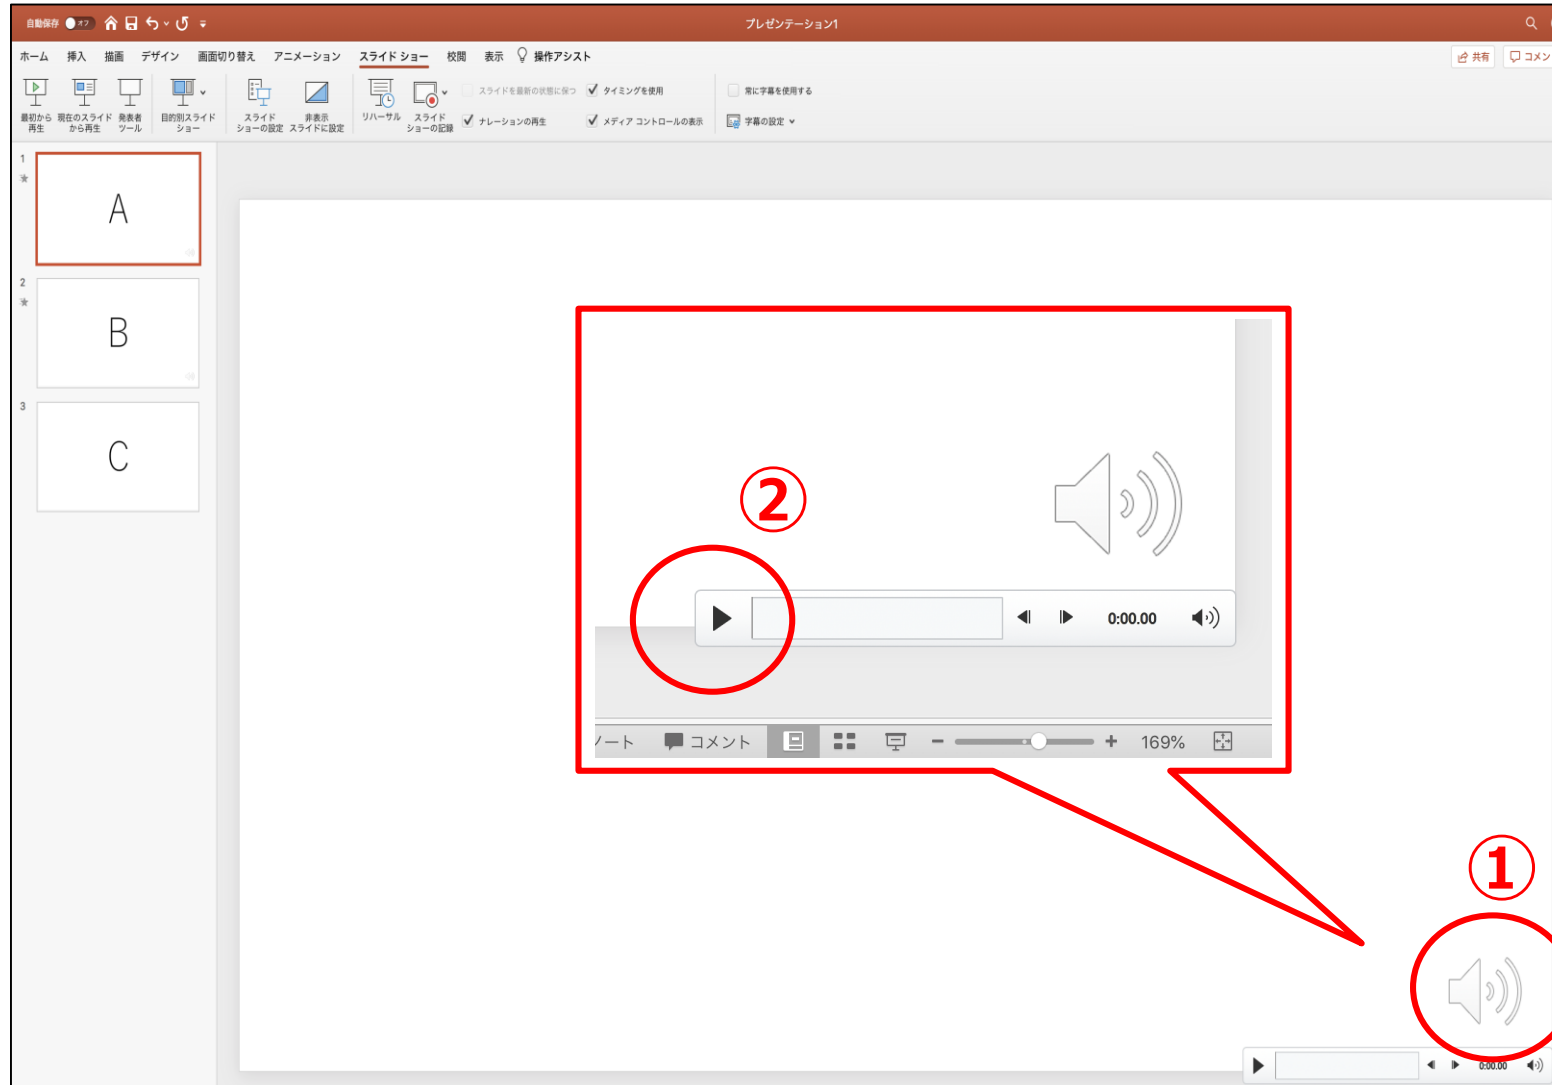 自動保存 オフ
プレゼンテーション1
ホーム 挿入 描画 デザイン 画面切り替え アニメーション スライド ショー 校閲 表示 操作アシスト
共有 コメン
最初から
再生
現在のスライド
から再生
発表者
ツール
目的別スライド
ショー
スライド
ショーの設定
非表示
スライドに設定
リハーサル
スライド
ショーの記録
スライドを最新の状態に保つ
ナレーションの再生
タイミングを使用
メディア コントロールの表示
常に字幕を使用する
字幕の設定
1
A
2
B
3
C
②
0:00.00
ノート コメント 169%
①
0:00.00